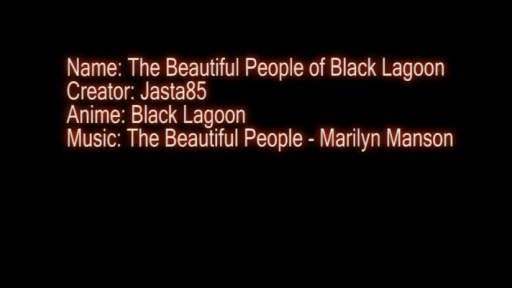 Name: The Beautiful People of Black Lagoon
Creator: Jasta85
Anime: Black Lagoon
Music: The Beautiful People - Marilyn Manson